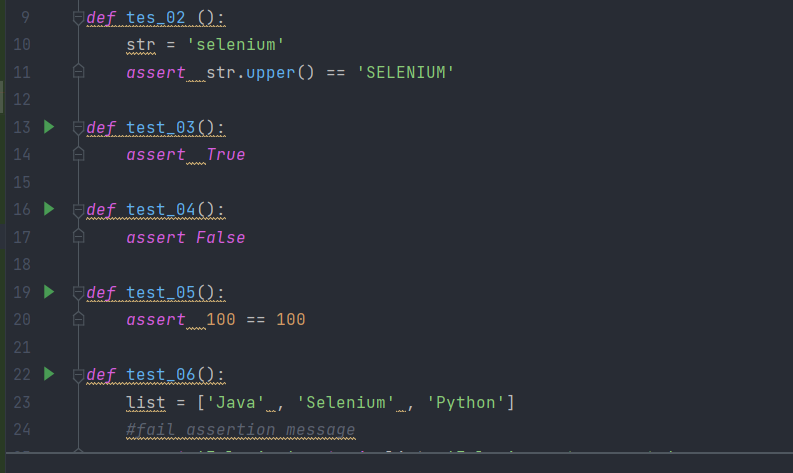 9 def tes_02 ():
10 str = 'selenium'
11 assert  str.upper() == 'SELENIUM'
12
13 def test_03():
14 assert  True
15
16 def test_04():
17 assert False
18
19 def test_05():
20 assert  100 == 100
21
22 def test_06():
23 list = ['Java' , 'Selenium' , 'Python']
24 #fail assertion message